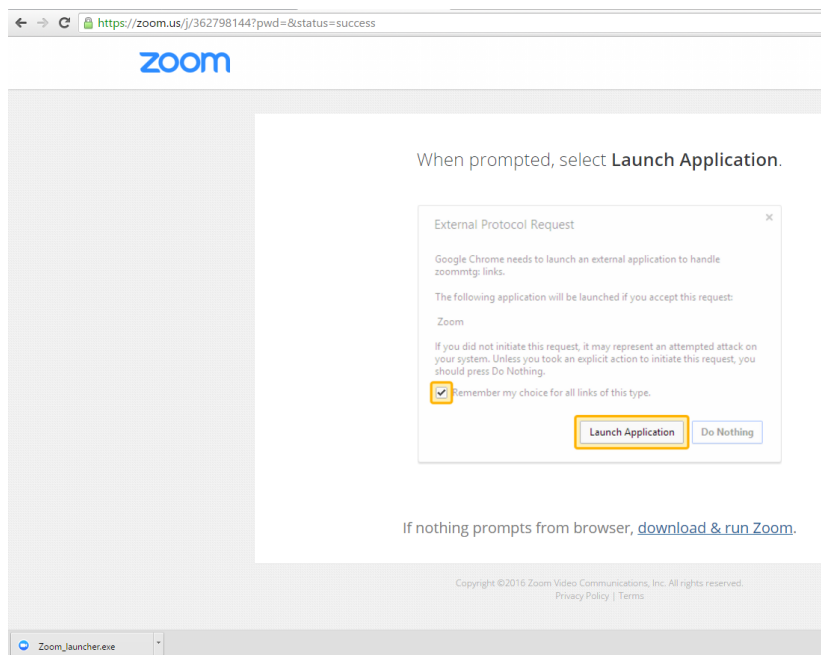 https://zoom.us/j/362798144?pwd=&status=success
zoom
When prompted, select Launch Application.
External Protocol Request
Google Chrome needs to launch an external application to handle
zoommtg: links.
The following application will be launched if you accept this request:
Zoom
If you did not initiate this request, it may represent an attempted attack on
your system. Unless you took an explicit action to initiate this request, you
should press Do Nothing.
Remember my choice for all links of this type.
Launch Application Do Nothing
If nothing prompts from browser, download & run Zoom.
Copyright ©2016 Zoom Video Communications, Inc. All rights reserved.
Privacy Policy | Terms
Zoom_launcher.exe